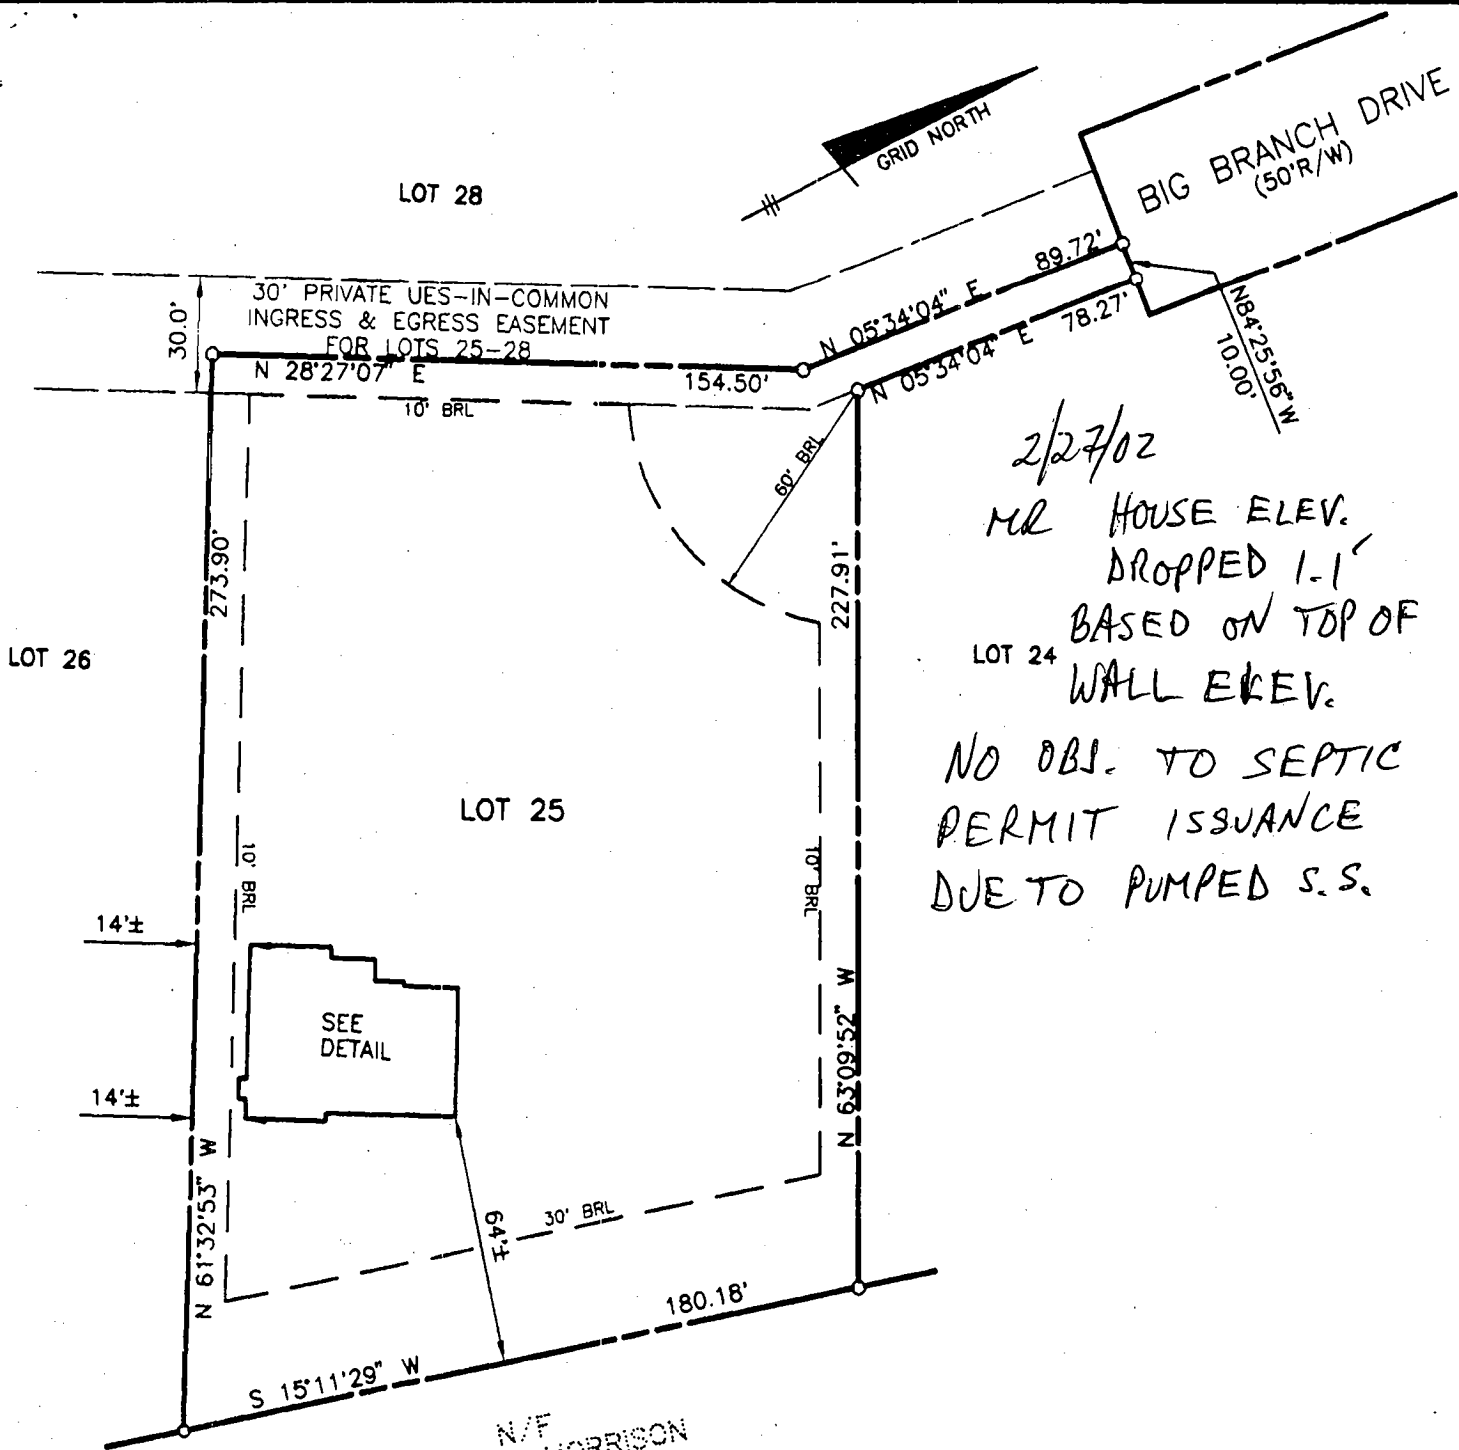 GRID NORTH
BIG BRANCH DRIVE
(50'R/W)
LOT 28
30.0'
30' PRIVATE UES-IN-COMMON
INGRESS & EGRESS EASEMENT
FOR LOTS 25-28
N 28°27'07" E
154.50'
10' BRL
N 05°34'04" E
89.72'
N 05°34'04" E
78.27'
N84°25'56"W
10.00'
60' BRL
2/27/02
MR HOUSE ELEV.
DROPPED 1.1'
BASED ON TOP OF
WALL ELEV.
NO OBJ. TO SEPTIC
PERMIT ISSUANCE
DUE TO PUMPED S.S.
LOT 24
273.90'
227.91'
LOT 26
LOT 25
10' BRL
10' BRL
14'±
SEE
DETAIL
14'±
N 63°09'52" W
N 61°32'53" W
64'±
30' BRL
180.18'
S 15°11'29" W
N/F
MORRISON